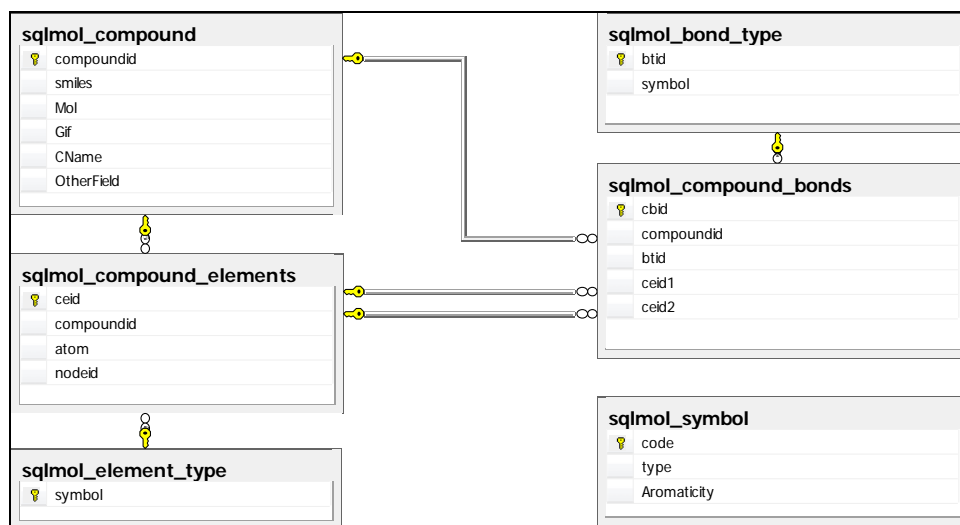 sqlmol_compound
compoundid
smiles
Mol
Gif
CName
OtherField
sqlmol_compound_elements
ceid
compoundid
atom
nodeid
sqlmol_element_type
symbol
sqlmol_bond_type
btid
symbol
sqlmol_compound_bonds
cbid
compoundid
btid
ceid1
ceid2
sqlmol_symbol
code
type
Aromaticity